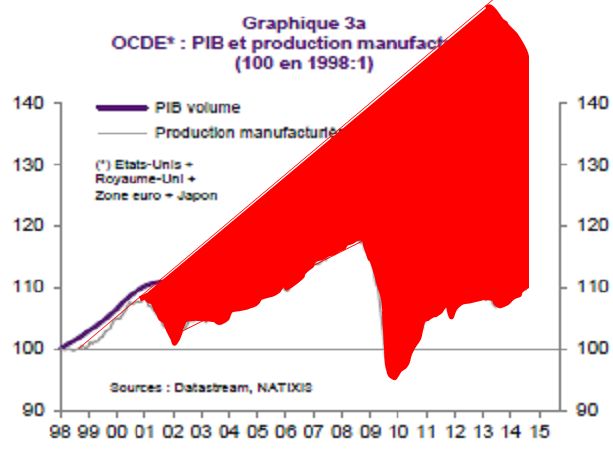 Graphique 3a
OCDE* : PIB et production
(100 en 1998:1)
140 140
PIB volume
Production
(*) Etats-Unis +
Royaume-Uni +
Zone euro + Japon
130 130
120 120
110 110
100 100
Sources : Datastream, NATIXIS
90 90
98 99 00 01 02 03 04 05 06 07 08 09 10 11 12 13 14 15